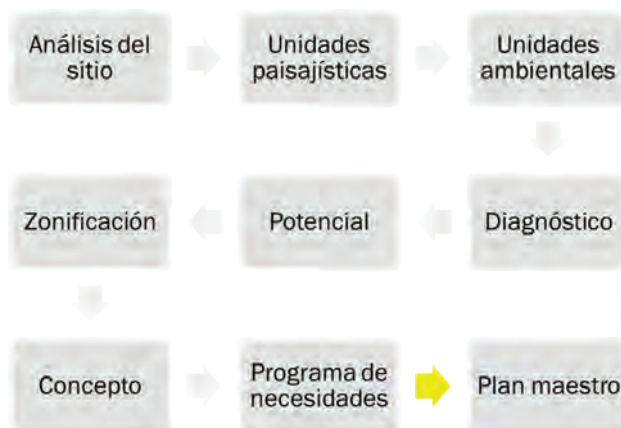 Análisis del
sitio
Unidades
paisajísticas
Unidades
ambientales
Zonificación
Potencial
Diagnóstico
Concepto
Programa de
necesidades
Plan maestro